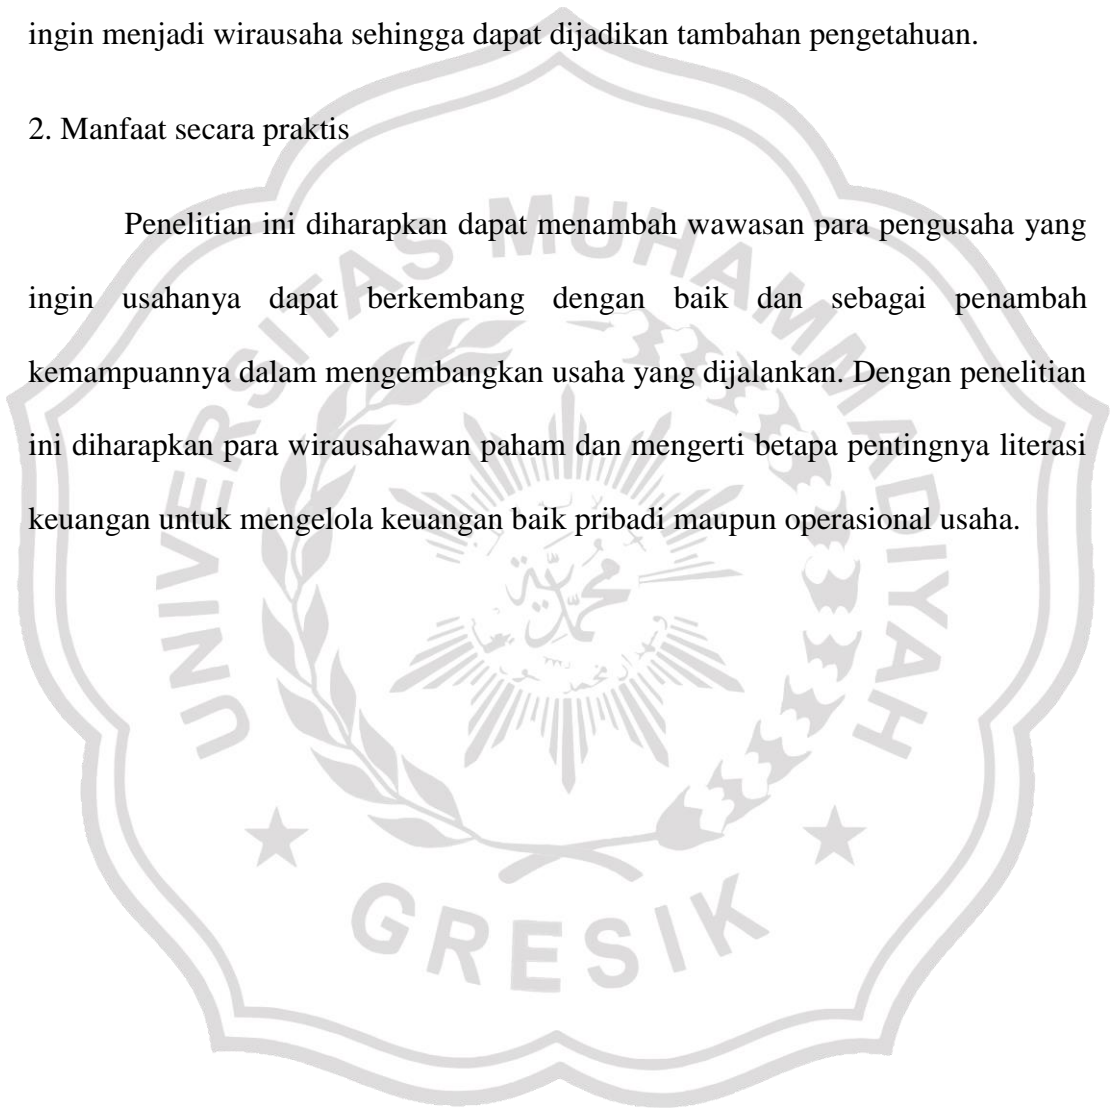 ingin menjadi wirausaha sehingga dapat dijadikan tambahan pengetahuan.
2. Manfaat secara praktis
Penelitian ini diharapkan dapat menambah wawasan para pengusaha yang
ingin usahanya dapat berkembang dengan baik dan sebagai penambah
kemampuannya dalam mengembangkan usaha yang dijalankan. Dengan penelitian
ini diharapkan para wirausahawan paham dan mengerti betapa pentingnya literasi
keuangan untuk mengelola keuangan baik pribadi maupun operasional usaha.
UNIVERSITAS MUHAMMADIYAH
محمدية
GRESIK